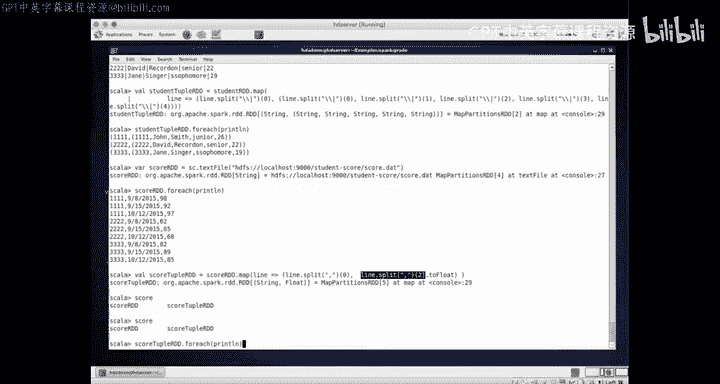 GPT中英字幕课程资源@bilibili.com
hdserver [Running]
Applications Places System
hdadmin@hdserver:~/Examples/spark/grade
File Edit View Search Terminal Help
2222|David|Recordon|senior|22
3333|Jane|Singer|ssophomore|19
scala> val studentTupleRDD = studentRDD.map(
| line => (line.split("\\|")(0), (line.split("\\|")(0), line.split("\\|")(1), line.split("\\|")(2), line.split("\\|")(3), lin
e.split("\\|")(4))))
studentTupleRDD: org.apache.spark.rdd.RDD[(String, (String, String, String, String, String))] = MapPartitionsRDD[2] at map at <console>:29
scala> studentTupleRDD.foreach(println)
(1111,(1111,John,Smith,junior,26))
(2222,(2222,David,Recordon,senior,22))
(3333,(3333,Jane,Singer,ssophomore,19))
scala> var scoreRDD = sc.textFile("hdfs://localhost:9000/student-score/score.dat")
scoreRDD: org.apache.spark.rdd.RDD[String] = hdfs://localhost:9000/student-score/score.dat MapPartitionsRDD[4] at textFile at <console>:27
scala> scoreRDD.foreach(println)
1111,9/8/2015,98
1111,9/15/2015,92
1111,10/12/2015,97
2222,9/8/2015,62
2222,9/15/2015,65
2222,10/12/2015,68
3333,9/8/2015,82
3333,9/15/2015,89
3333,10/12/2015,85
scala> val scoreTupleRDD = scoreRDD.map(line => (line.split(",")(0), line.split(",")(2).toFloat) )
scoreTupleRDD: org.apache.spark.rdd.RDD[(String, Float)] = MapPartitionsRDD[5] at map at <console>:29
scala> score
scoreRDD scoreTupleRDD
scala> score
scoreRDD scoreTupleRDD
scala> scoreTupleRDD.foreach(println)